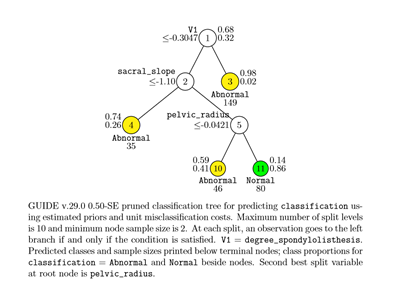 V1
≤-0.3047
1
0.68
0.32
sacral_slope
≤-1.10
2
3
0.98
0.02
Abnormal
149
0.74
0.26
4
Abnormal
35
pelvic_radius
≤-0.0421
5
0.59
0.41
10
Abnormal
46
11
0.14
0.86
Normal
80
GUIDE v.29.0 0.50-SE pruned classification tree for predicting classification us-
ing estimated priors and unit misclassification costs. Maximum number of split levels
is 10 and minimum node sample size is 2. At each split, an observation goes to the left
branch if and only if the condition is satisfied. V1 = degree_spondylolisthesis.
Predicted classes and sample sizes printed below terminal nodes; class proportions for
classification = Abnormal and Normal beside nodes. Second best split variable
at root node is pelvic_radius.